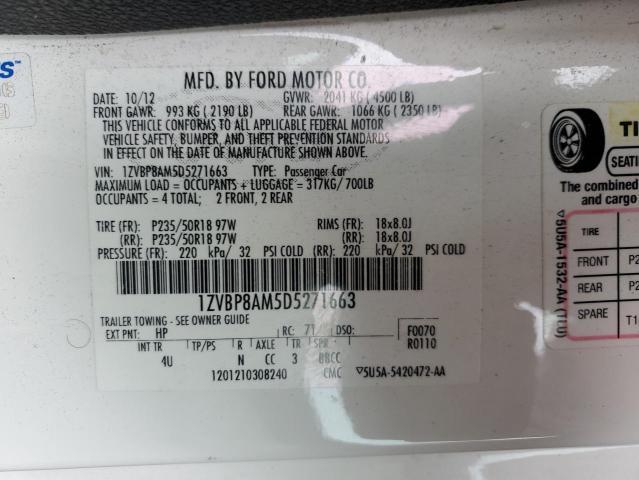 MFD. BY FORD MOTOR CO.
DATE: 10/12 GVWR: 2041 KG ( 4500 LB)
FRONT GAWR: 993 KG ( 2190 LB) REAR GAWR: 1066 KG ( 2350 LB)
THIS VEHICLE CONFORMS TO ALL APPLICABLE FEDERAL MOTOR
VEHICLE SAFETY, BUMPER, AND THEFT PREVENTION STANDARDS
IN EFFECT ON THE DATE OF MANUFACTURE SHOWN ABOVE.
VIN: 1ZVBP8AM5D5271663 TYPE: Passenger Car
MAXIMUM LOAD = OCCUPANTS + LUGGAGE = 317KG/ 700LB
OCCUPANTS = 4 TOTAL; 2 FRONT, 2 REAR
TIRE (FR): P235/50R18 97W RIMS (FR): 18x8.0J
(RR): P235/50R18 97W (RR): 18x8.0J
PRESSURE (FR): 220 kPa/ 32 PSI COLD (RR): 220 kPa/ 32 PSI COLD
1ZVBP8AM5D5271663
TRAILER TOWING - SEE OWNER GUIDE
EXT PNT: HP RC: 71 DSO: F0070
R0110
INT TR TP/PS R AXLE TR SPR
4U N CC 3 BBCC
1201210308240 CMC ▽5U5A-5420472-AA
▽5U5A-1532-AA (110)
TI
SEATI
The combined
and cargo
TIRE
FRONT P2
REAR P2
SPARE T1